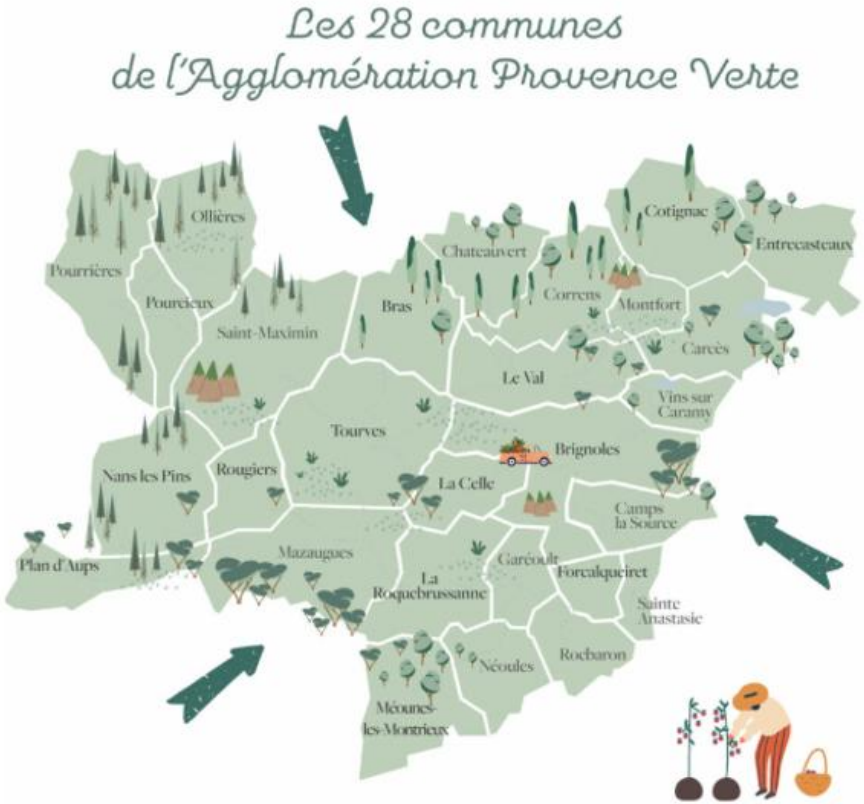 Les 28 communes
de l'Agglomération Provence Verte
Ollières
Cotignac
Entrecasteaux
Chateauvert
Pourrières
Pourcieux
Correns
Montfort
Bras
Saint-Maximin
Carcès
Le Val
Vins sur
Caramy
Tourves
Brignoles
Nans les Pins
Rougiers
La Celle
Camps
la Source
Mazaugues
Garéoult
Plan d'Aups
Forcalqueiret
La
Roquebrussanne
Sainte
Anastasie
Rocbaron
Néoules
Méounes-
les-Montrieux